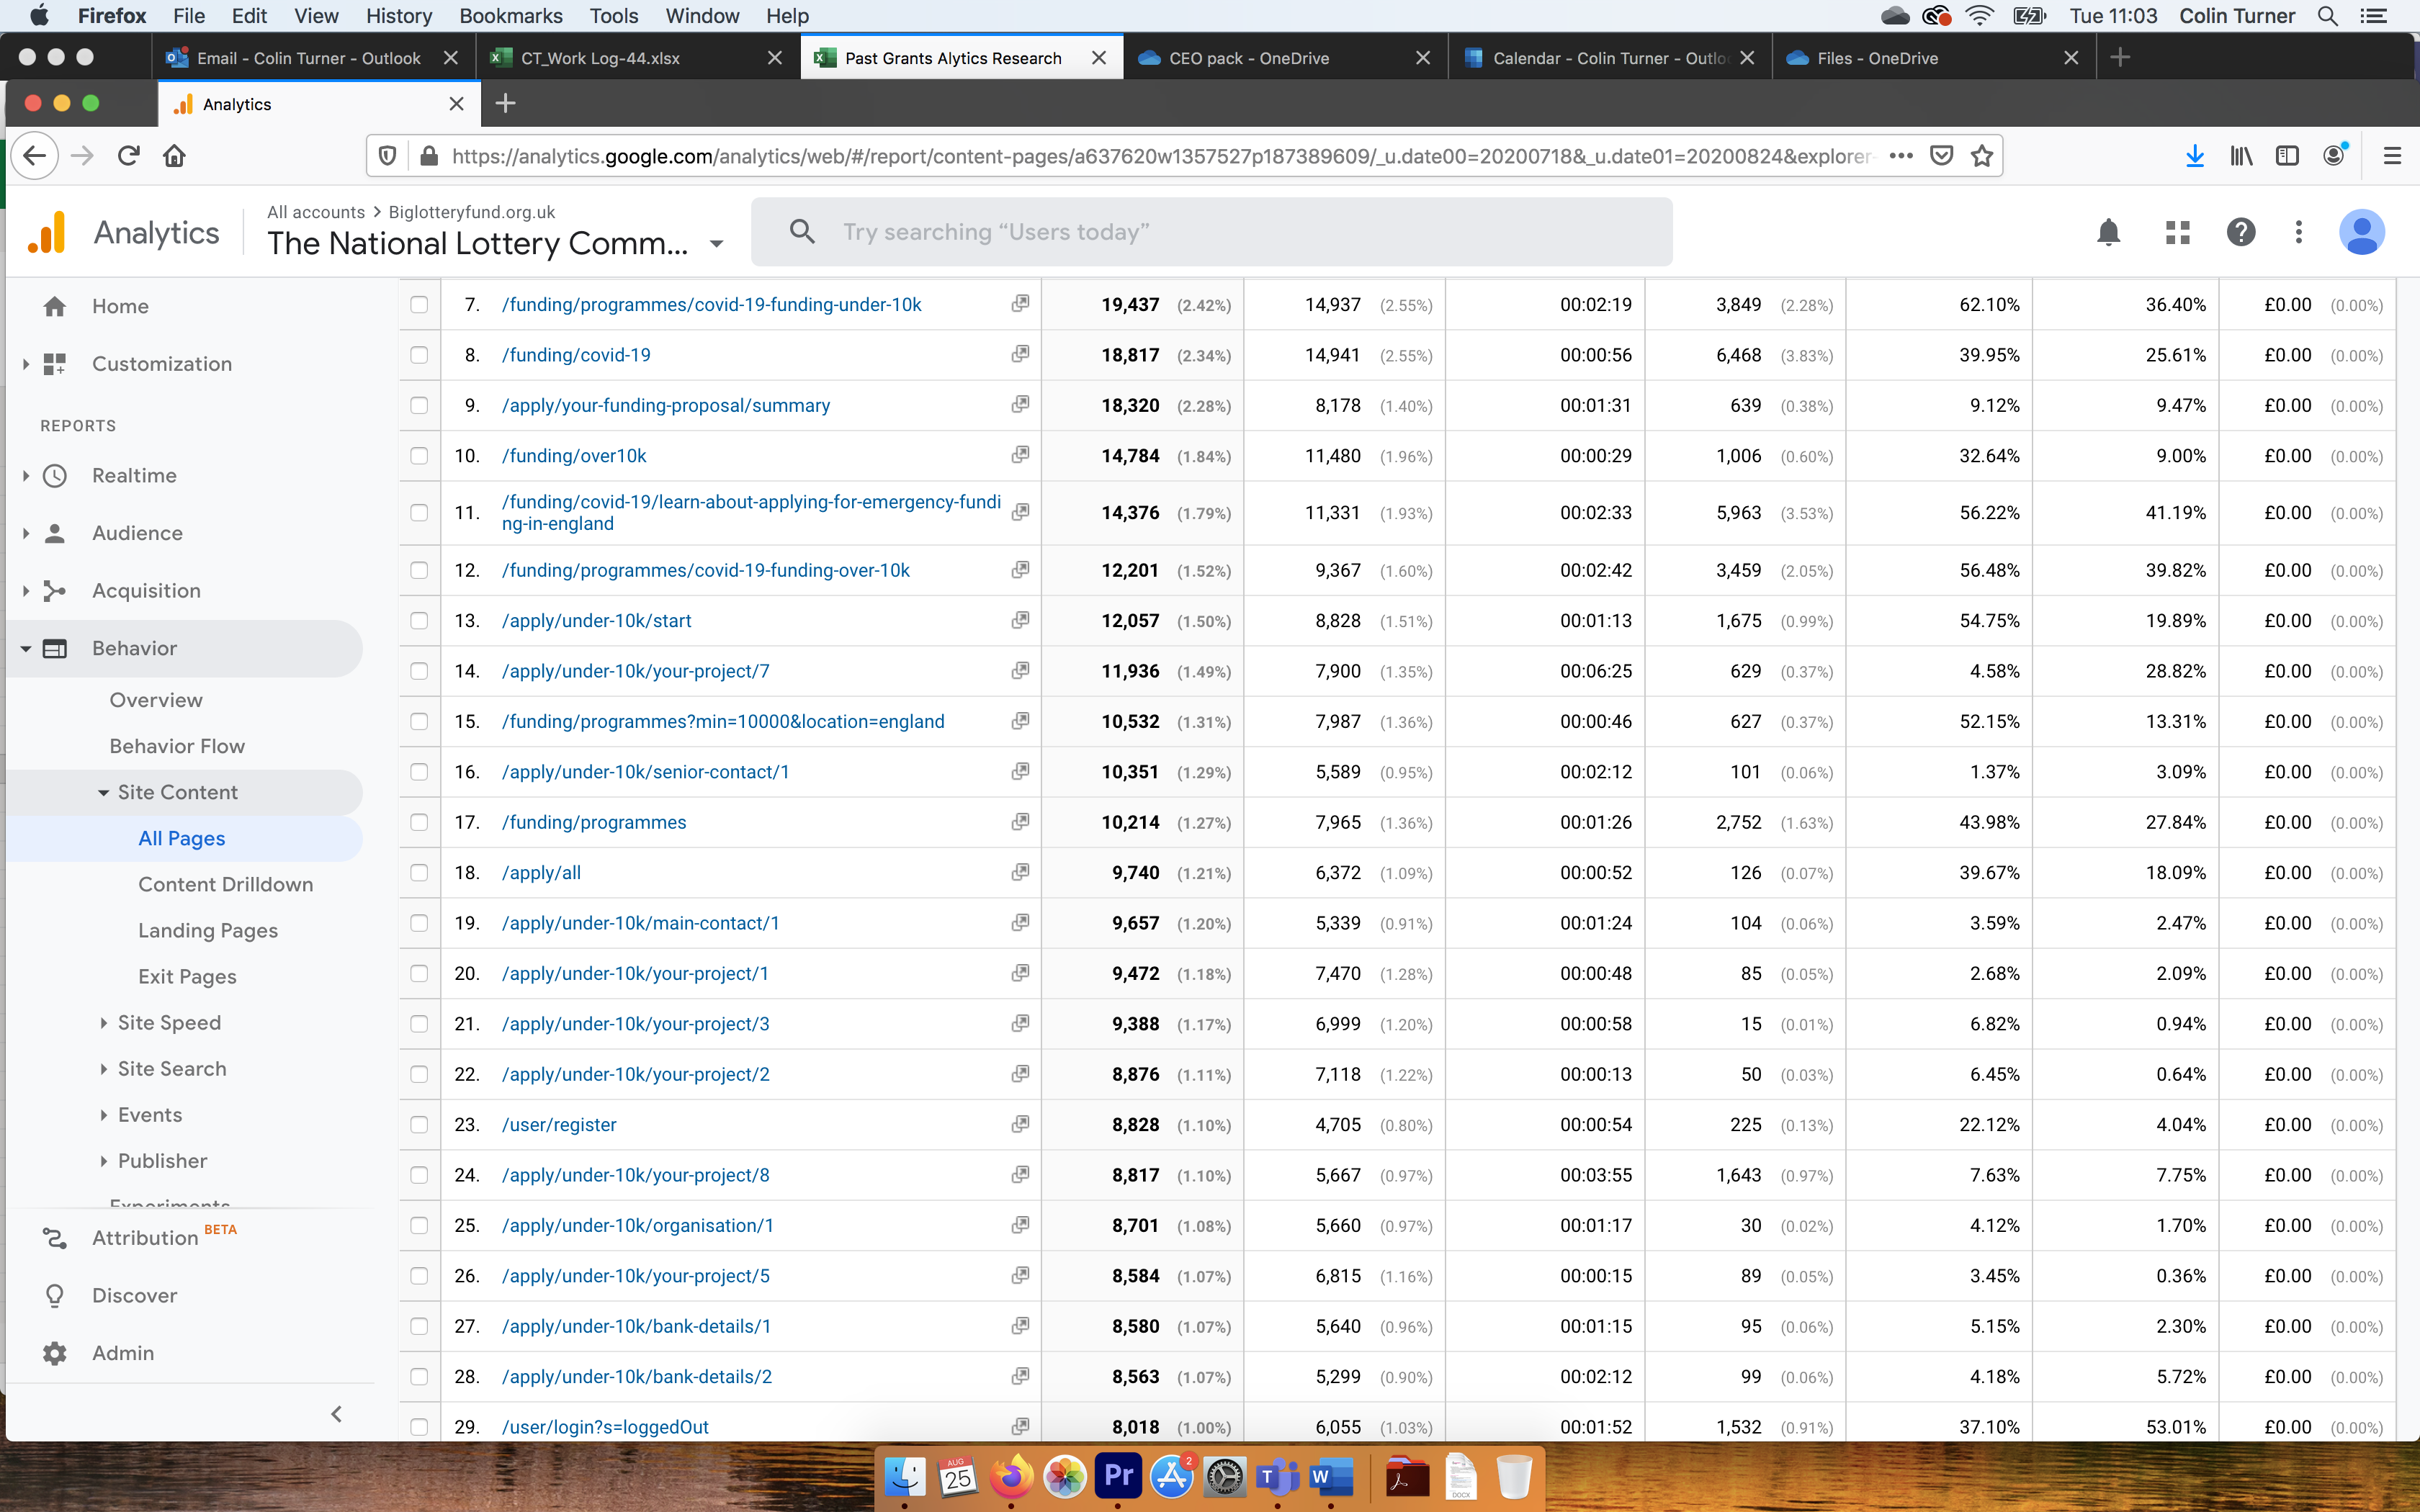 Firefox File Edit View History Bookmarks Tools Window Help Tue 11:03 Colin Turner
Email - Colin Turner - Outlook CT_Work Log-44.xlsx Past Grants Alytics Research CEO pack - OneDrive Calendar - Colin Turner - Outlo Files - OneDrive
Analytics
https://analytics.google.com/analytics/web/#/report/content-pages/a637620w1357527p187389609/_u.date00=20200718&_u.date01=20200824&explorer-
Analytics
All accounts > Biglotteryfund.org.uk
The National Lottery Comm...
Try searching “Users today”
Home
Customization
REPORTS
Realtime
Audience
Acquisition
Behavior
Overview
Behavior Flow
Site Content
All Pages
Content Drilldown
Landing Pages
Exit Pages
Site Speed
Site Search
Events
Publisher
Experiments
Attribution BETA
Discover
Admin
7. /funding/programmes/covid-19-funding-under-10k 19,437 (2.42%) 14,937 (2.55%) 00:02:19 3,849 (2.28%) 62.10% 36.40% £0.00 (0.00%)
8. /funding/covid-19 18,817 (2.34%) 14,941 (2.55%) 00:00:56 6,468 (3.83%) 39.95% 25.61% £0.00 (0.00%)
9. /apply/your-funding-proposal/summary 18,320 (2.28%) 8,178 (1.40%) 00:01:31 639 (0.38%) 9.12% 9.47% £0.00 (0.00%)
10. /funding/over10k 14,784 (1.84%) 11,480 (1.96%) 00:00:29 1,006 (0.60%) 32.64% 9.00% £0.00 (0.00%)
11. /funding/covid-19/learn-about-applying-for-emergency-fundi
ng-in-england 14,376 (1.79%) 11,331 (1.93%) 00:02:33 5,963 (3.53%) 56.22% 41.19% £0.00 (0.00%)
12. /funding/programmes/covid-19-funding-over-10k 12,201 (1.52%) 9,367 (1.60%) 00:02:42 3,459 (2.05%) 56.48% 39.82% £0.00 (0.00%)
13. /apply/under-10k/start 12,057 (1.50%) 8,828 (1.51%) 00:01:13 1,675 (0.99%) 54.75% 19.89% £0.00 (0.00%)
14. /apply/under-10k/your-project/7 11,936 (1.49%) 7,900 (1.35%) 00:06:25 629 (0.37%) 4.58% 28.82% £0.00 (0.00%)
15. /funding/programmes?min=10000&location=england 10,532 (1.31%) 7,987 (1.36%) 00:00:46 627 (0.37%) 52.15% 13.31% £0.00 (0.00%)
16. /apply/under-10k/senior-contact/1 10,351 (1.29%) 5,589 (0.95%) 00:02:12 101 (0.06%) 1.37% 3.09% £0.00 (0.00%)
17. /funding/programmes 10,214 (1.27%) 7,965 (1.36%) 00:01:26 2,752 (1.63%) 43.98% 27.84% £0.00 (0.00%)
18. /apply/all 9,740 (1.21%) 6,372 (1.09%) 00:00:52 126 (0.07%) 39.67% 18.09% £0.00 (0.00%)
19. /apply/under-10k/main-contact/1 9,657 (1.20%) 5,339 (0.91%) 00:01:24 104 (0.06%) 3.59% 2.47% £0.00 (0.00%)
20. /apply/under-10k/your-project/1 9,472 (1.18%) 7,470 (1.28%) 00:00:48 85 (0.05%) 2.68% 2.09% £0.00 (0.00%)
21. /apply/under-10k/your-project/3 9,388 (1.17%) 6,999 (1.20%) 00:00:58 15 (0.01%) 6.82% 0.94% £0.00 (0.00%)
22. /apply/under-10k/your-project/2 8,876 (1.11%) 7,118 (1.22%) 00:00:13 50 (0.03%) 6.45% 0.64% £0.00 (0.00%)
23. /user/register 8,828 (1.10%) 4,705 (0.80%) 00:00:54 225 (0.13%) 22.12% 4.04% £0.00 (0.00%)
24. /apply/under-10k/your-project/8 8,817 (1.10%) 5,667 (0.97%) 00:03:55 1,643 (0.97%) 7.63% 7.75% £0.00 (0.00%)
25. /apply/under-10k/organisation/1 8,701 (1.08%) 5,660 (0.97%) 00:01:17 30 (0.02%) 4.12% 1.70% £0.00 (0.00%)
26. /apply/under-10k/your-project/5 8,584 (1.07%) 6,815 (1.16%) 00:00:15 89 (0.05%) 3.45% 0.36% £0.00 (0.00%)
27. /apply/under-10k/bank-details/1 8,580 (1.07%) 5,640 (0.96%) 00:01:15 95 (0.06%) 5.15% 2.30% £0.00 (0.00%)
28. /apply/under-10k/bank-details/2 8,563 (1.07%) 5,299 (0.90%) 00:02:12 99 (0.06%) 4.18% 5.72% £0.00 (0.00%)
29. /user/login?s=loggedOut 8,018 (1.00%) 6,055 (1.03%) 00:01:52 1,532 (0.91%) 37.10% 53.01% £0.00 (0.00%)
AUG
25
Pr
2
T
W
DOCX